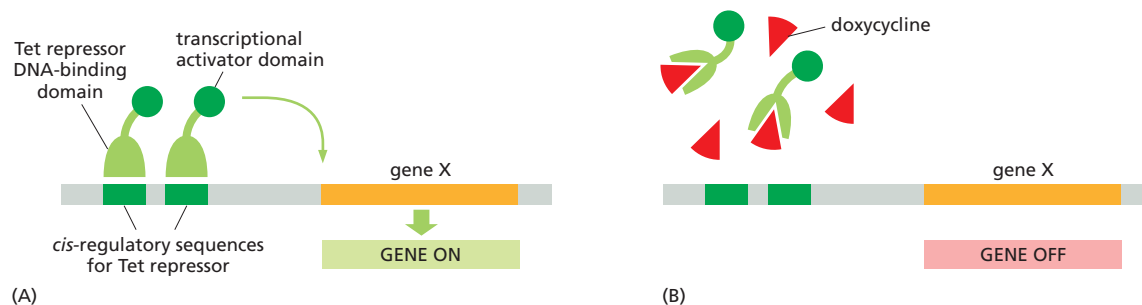 Tet repressor
DNA-binding
domain
transcriptional
activator domain
gene X
cis-regulatory sequences
for Tet repressor
GENE ON
(A)
doxycycline
gene X
GENE OFF
(B)